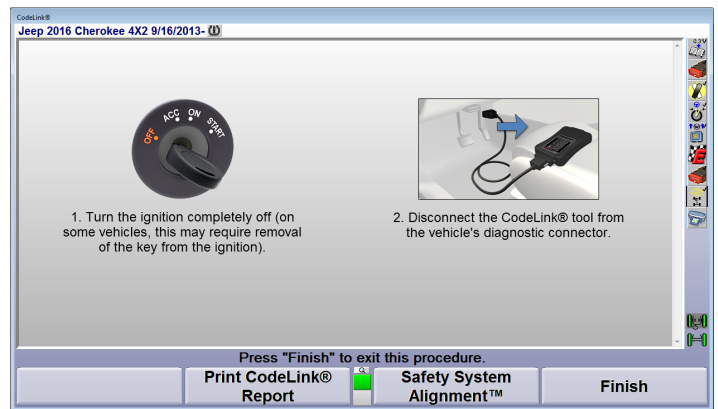 CodeLink®
Jeep 2016 Cherokee 4X2 9/16/2013-
OFF
ACC
ON
START
1. Turn the ignition completely off (on
some vehicles, this may require removal
of the key from the ignition).
2. Disconnect the CodeLink® tool from
the vehicle's diagnostic connector.
Press "Finish" to exit this procedure.
Print CodeLink®
Report
Safety System
Alignment™
Finish